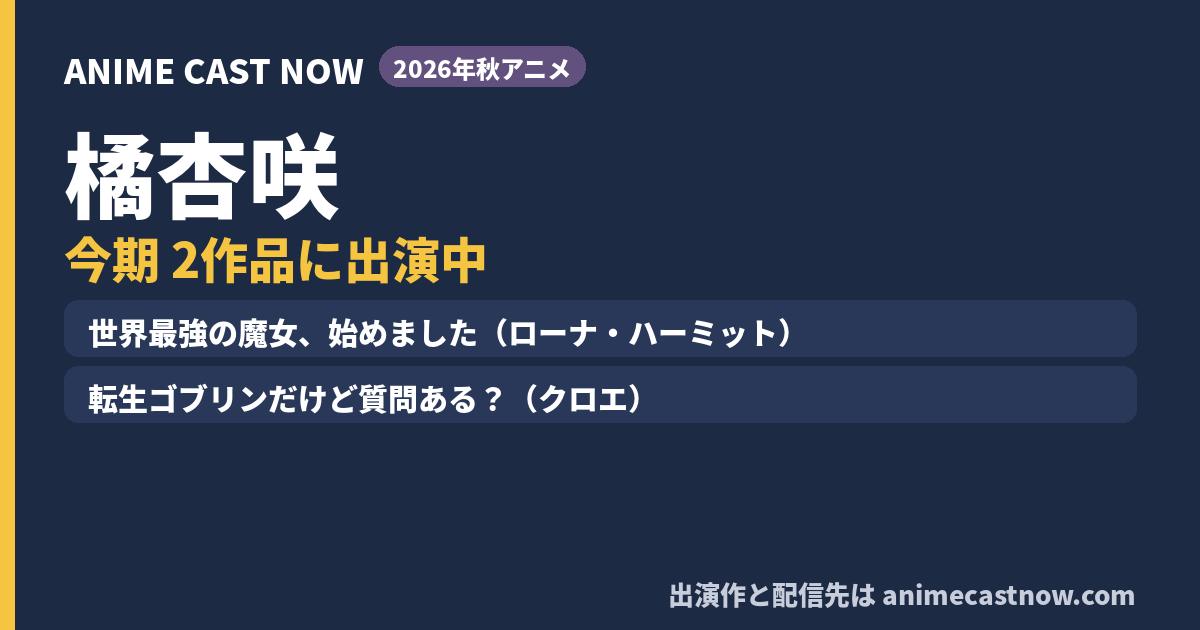 ANIME CAST NOW 2026年秋アニメ
橘杏咲
今期 2作品に出演中
世界最強の魔女、始めました（ローナ・ハーミット）
転生ゴブリンだけど質問ある？（クロエ）
出演作と配信先は animecastnow.com